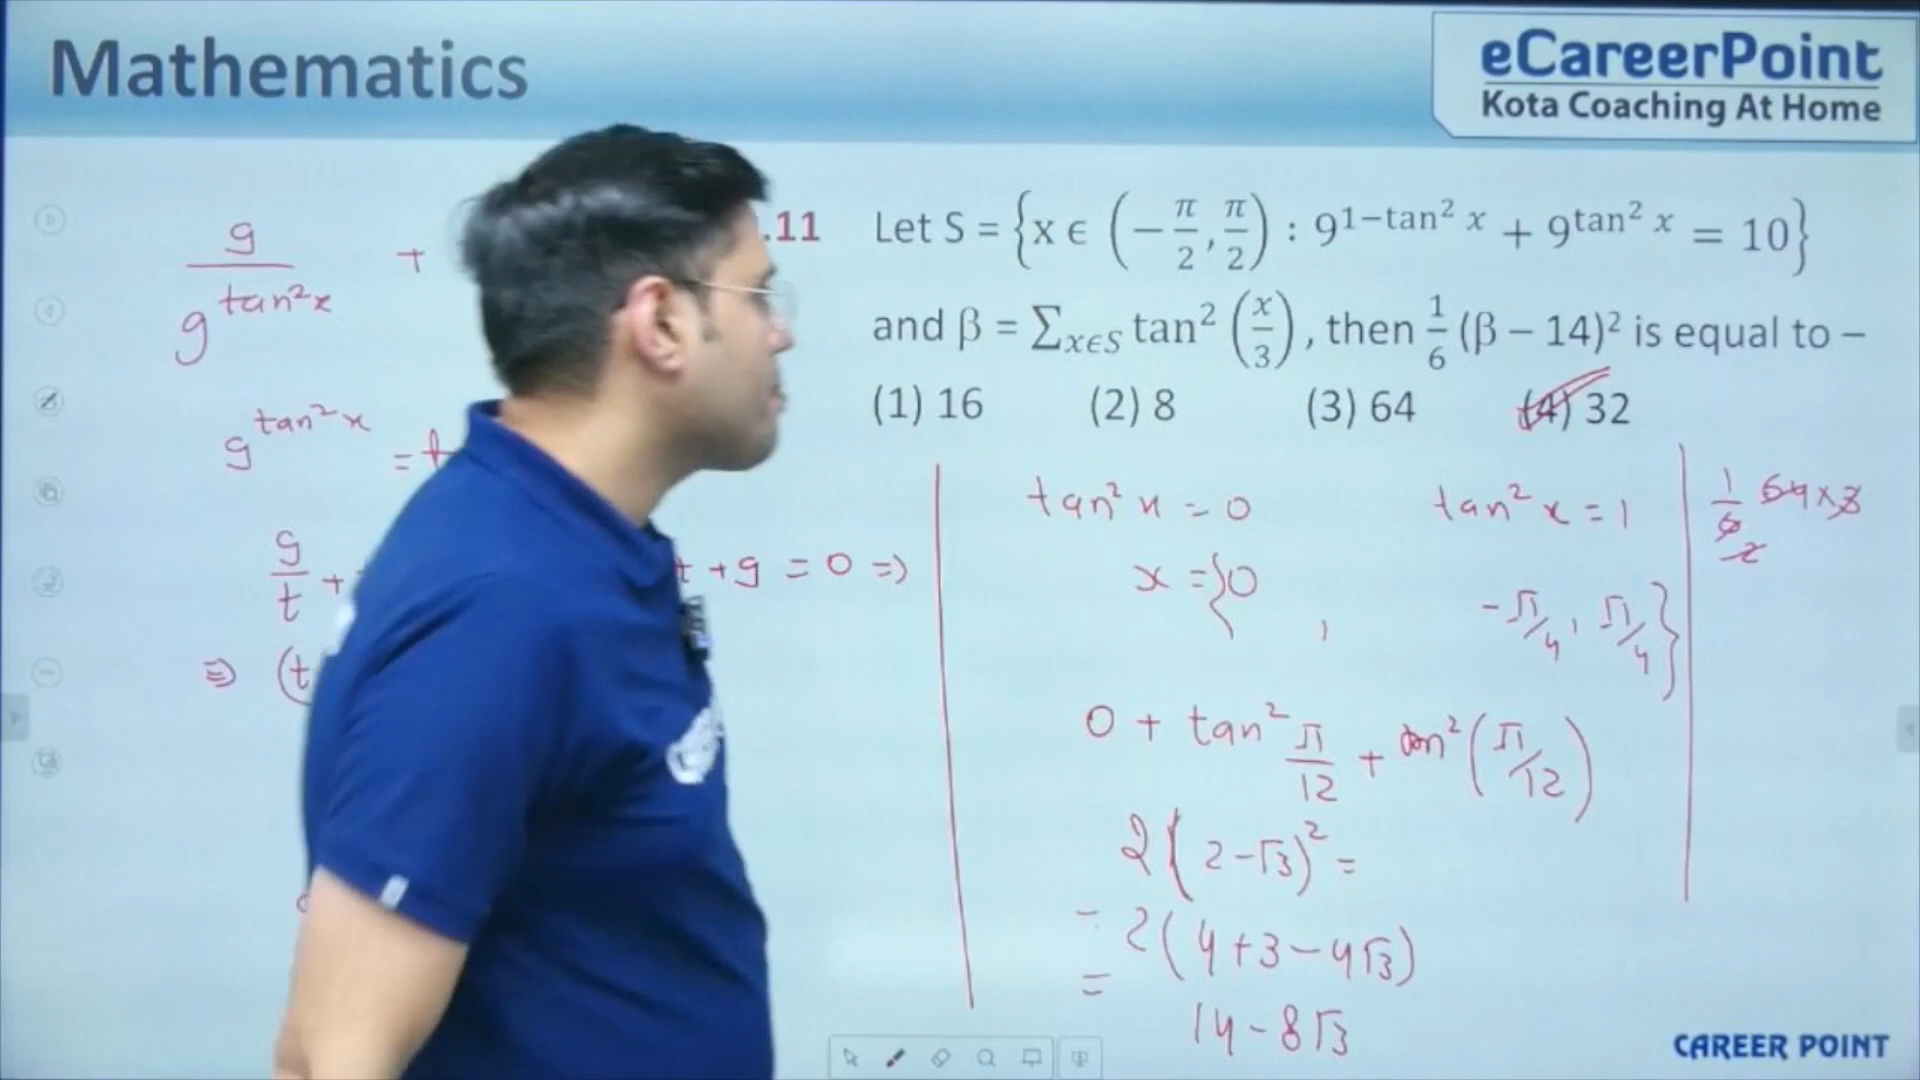 Mathematics
eCareerPoint
Kota Coaching At Home
.11 Let S = {x ∈ (−π/2, π/2) : 9^(1−tan² x) + 9^(tan² x) = 10}
and β = ∑_(x∈S) tan² (x/3), then 1/6 (β − 14)² is equal to –
(1) 16 (2) 8 (3) 64 (4) 32
9/9^(tan²x) +
9^(tan²x) = t
9/t +
t + 9 = 0 ⇒
⇒ (t
tan² x = 0 tan² x = 1
x = {0 , -π/4, π/4}
0 + tan² π/12 + tan² (π/12)
2(2-√3)² =
= 2(4+3-4√3)
= 14-8√3
1/6 64×3
2
CAREER POINT